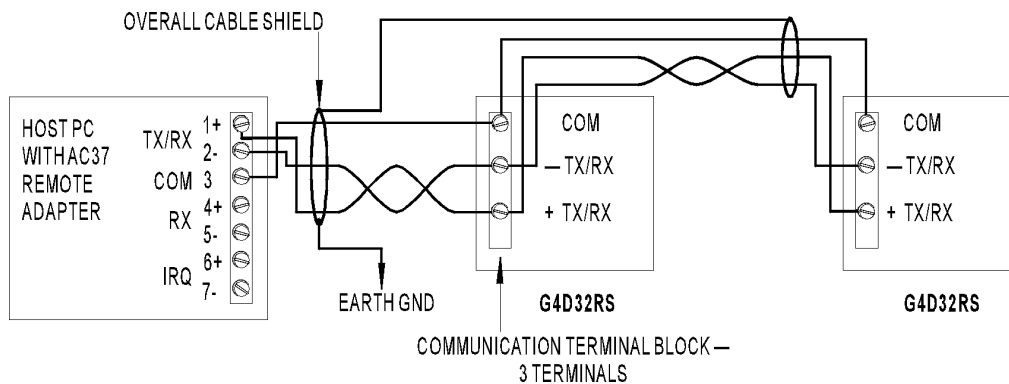 OVERALL CABLE SHIELD
HOST PC
WITH AC37
REMOTE
ADAPTER
TX/RX
COM
RX
IRQ
1+
2-
3
4+
5-
6+
7-
COM
— TX/RX
+ TX/RX
COM
- TX/RX
+ TX/RX
EARTH GND
G4D32RS
G4D32RS
COMMUNICATION TERMINAL BLOCK —
3 TERMINALS